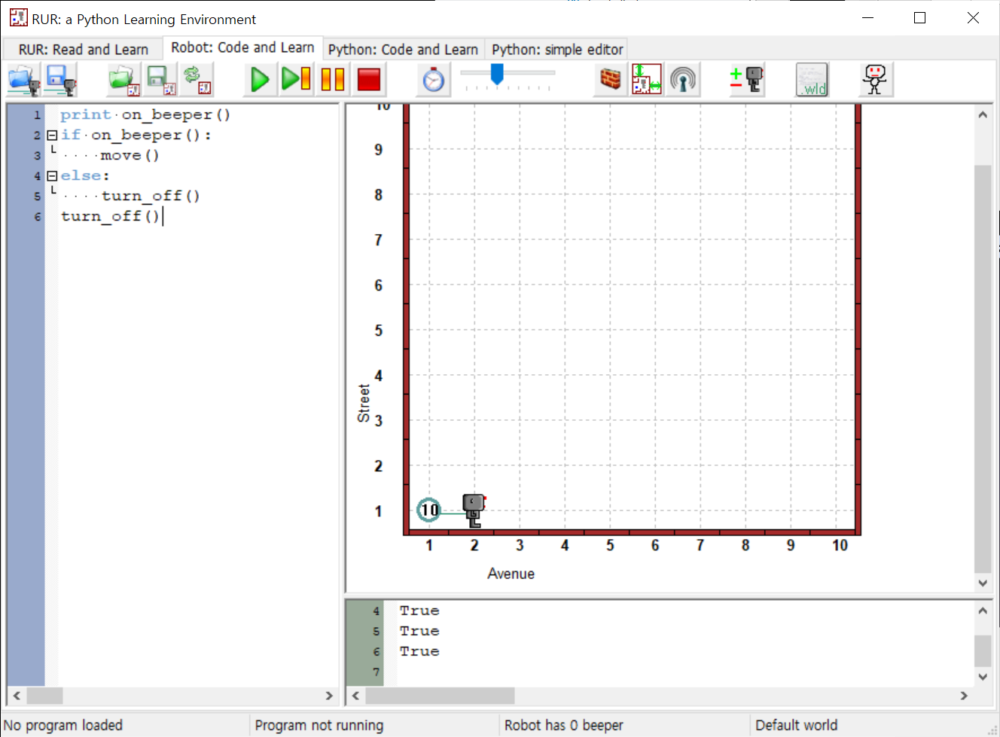 RUR: a Python Learning Environment
RUR: Read and Learn
Robot: Code and Learn
Python: Code and Learn
Python: simple editor
.wld
1 print on_beeper()
2 if on_beeper():
3 move()
4 else:
5 turn_off()
6 turn_off()
10
9
8
7
6
5
4
3
2
1
Street
10
1 2 3 4 5 6 7 8 9 10
Avenue
4 True
5 True
6 True
7
No program loaded
Program not running
Robot has 0 beeper
Default world